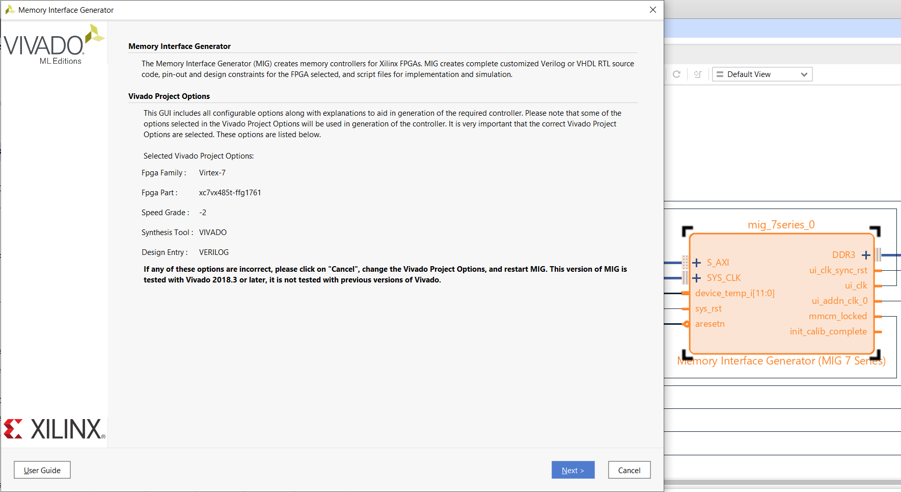 Memory Interface Generator
VIVADO
ML Editions
Memory Interface Generator
The Memory Interface Generator (MIG) creates memory controllers for Xilinx FPGAs. MIG creates complete customized Verilog or VHDL RTL source
code, pin-out and design constraints for the FPGA selected, and script files for implementation and simulation.
Vivado Project Options
This GUI includes all configurable options along with explanations to aid in generation of the required controller. Please note that some of the
options selected in the Vivado Project Options will be used in generation of the controller. It is very important that the correct Vivado Project
Options are selected. These options are listed below.
Selected Vivado Project Options:
Fpga Family : Virtex-7
Fpga Part : xc7vx485t-ffg1761
Speed Grade : -2
Synthesis Tool : VIVADO
Design Entry : VERILOG
If any of these options are incorrect, please click on "Cancel", change the Vivado Project Options, and restart MIG. This version of MIG is
tested with Vivado 2018.3 or later, it is not tested with previous versions of Vivado.
XILINX
User Guide
Next >
Cancel
Default View
mig_7series_0
S_AXI
SYS_CLK
device_temp_i[11:0]
sys_rst
aresetn
DDR3
ui_clk_sync_rst
ui_clk
ui_addn_clk_0
mmcm_locked
init_calib_complete
Memory Interface Generator (MIG 7 Series)